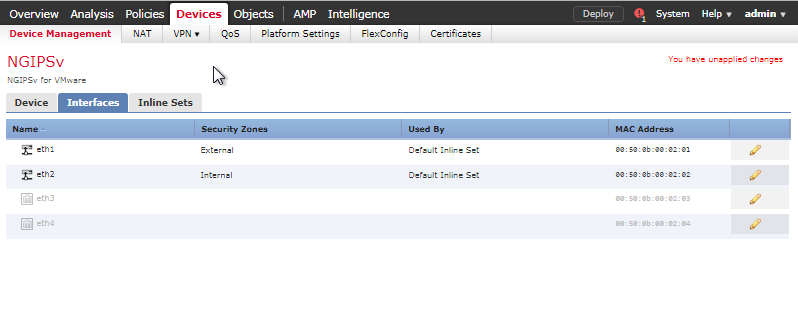 Overview Analysis Policies Devices Objects AMP Intelligence Deploy 1 System Help ▾ admin ▾
Device Management NAT VPN ▾ QoS Platform Settings FlexConfig Certificates
NGIPSv You have unapplied changes
NGIPSv for VMware
Device Interfaces Inline Sets
Name Security Zones Used By MAC Address
eth1 External Default Inline Set 00:50:0b:00:02:01
eth2 Internal Default Inline Set 00:50:0b:00:02:02
eth3 00:50:0b:00:02:03
eth4 00:50:0b:00:02:04